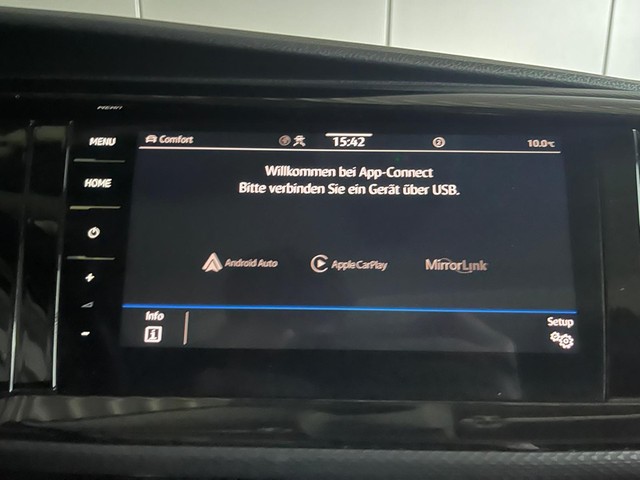 MENU
Comfort
15:42
2
10.0°C
HOME
Willkommen bei App-Connect
Bitte verbinden Sie ein Gerät über USB.
Android Auto
Apple CarPlay
MirrorLink
+
-
Info
Setup